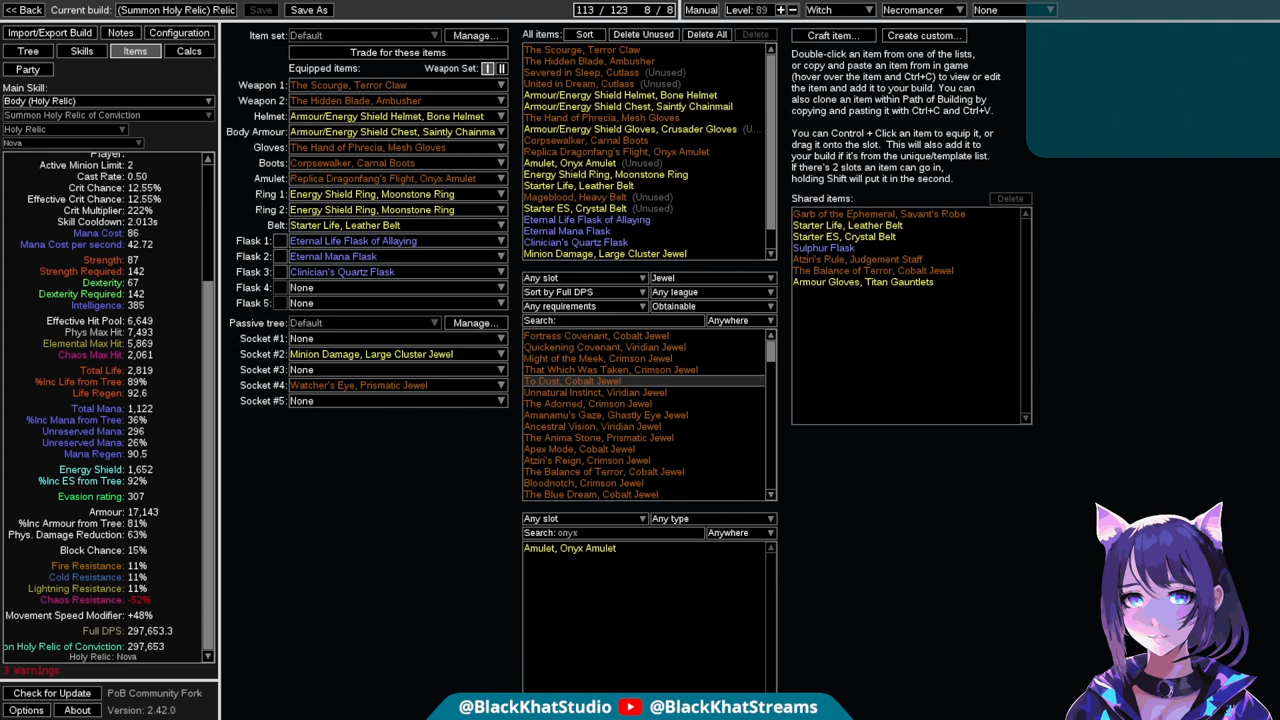 << Back
Current build: (Summon Holy Relic) Relic
Save
Save As
113 / 123 8 / 8
Manual
Level: 89
Witch
Necromancer
None
Import/Export Build
Notes
Configuration
Tree
Skills
Items
Calcs
Party
Main Skill:
Body (Holy Relic)
Summon Holy Relic of Conviction
Holy Relic
Nova
Player:
Active Minion Limit: 2
Cast Rate: 0.50
Crit Chance: 12.55%
Effective Crit Chance: 12.55%
Crit Multiplier: 222%
Skill Cooldown: 2.013s
Mana Cost: 86
Mana Cost per second: 42.72
Strength: 87
Strength Required: 142
Dexterity: 67
Dexterity Required: 142
Intelligence: 385
Effective Hit Pool: 6,649
Phys Max Hit: 7,493
Elemental Max Hit: 5,869
Chaos Max Hit: 2,061
Total Life: 2,819
%Inc Life from Tree: 89%
Life Regen: 92.6
Total Mana: 1,122
%Inc Mana from Tree: 36%
Unreserved Mana: 296
Unreserved Mana: 26%
Mana Regen: 90.5
Energy Shield: 1,652
%Inc ES from Tree: 92%
Evasion rating: 307
Armour: 17,143
%Inc Armour from Tree: 81%
Phys. Damage Reduction: 63%
Block Chance: 15%
Fire Resistance: 11%
Cold Resistance: 11%
Lightning Resistance: 11%
Chaos Resistance: -52%
Movement Speed Modifier: +48%
Full DPS: 297,653.3
on Holy Relic of Conviction: 297,653
Holy Relic: Nova
3 Warnings
Check for Update
PoB Community Fork
Options
About
Version: 2.42.0
Item set: Default
Manage...
Trade for these items
Equipped items:
Weapon Set: I II
Weapon 1: The Scourge, Terror Claw
Weapon 2: The Hidden Blade, Ambusher
Helmet: Armour/Energy Shield Helmet, Bone Helmet
Body Armour: Armour/Energy Shield Chest, Saintly Chainma
Gloves: The Hand of Phrecia, Mesh Gloves
Boots: Corpsewalker, Carnal Boots
Amulet: Replica Dragonfang's Flight, Onyx Amulet
Ring 1: Energy Shield Ring, Moonstone Ring
Ring 2: Energy Shield Ring, Moonstone Ring
Belt: Starter Life, Leather Belt
Flask 1: Eternal Life Flask of Allaying
Flask 2: Eternal Mana Flask
Flask 3: Clinician's Quartz Flask
Flask 4: None
Flask 5: None
Passive tree: Default
Manage...
Socket #1: None
Socket #2: Minion Damage, Large Cluster Jewel
Socket #3: None
Socket #4: Watcher's Eye, Prismatic Jewel
Socket #5: None
All items:
Sort
Delete Unused
Delete All
Delete
The Scourge, Terror Claw
The Hidden Blade, Ambusher
Severed in Sleep, Cutlass (Unused)
United in Dream, Cutlass (Unused)
Armour/Energy Shield Helmet, Bone Helmet
Armour/Energy Shield Chest, Saintly Chainmail
The Hand of Phrecia, Mesh Gloves
Armour/Energy Shield Gloves, Crusader Gloves (U...
Corpsewalker, Carnal Boots
Replica Dragonfang's Flight, Onyx Amulet
Amulet, Onyx Amulet (Unused)
Energy Shield Ring, Moonstone Ring
Starter Life, Leather Belt
Mageblood, Heavy Belt (Unused)
Starter ES, Crystal Belt (Unused)
Eternal Life Flask of Allaying
Eternal Mana Flask
Clinician's Quartz Flask
Minion Damage, Large Cluster Jewel
Any slot
Jewel
Sort by Full DPS
Any league
Any requirements
Obtainable
Search:
Anywhere
Fortress Covenant, Cobalt Jewel
Quickening Covenant, Viridian Jewel
Might of the Meek, Crimson Jewel
That Which Was Taken, Crimson Jewel
To Dust, Cobalt Jewel
Unnatural Instinct, Viridian Jewel
The Adorned, Crimson Jewel
Amanamu's Gaze, Ghastly Eye Jewel
Ancestral Vision, Viridian Jewel
The Anima Stone, Prismatic Jewel
Apex Mode, Cobalt Jewel
Atziri's Reign, Crimson Jewel
The Balance of Terror, Cobalt Jewel
Bloodnotch, Crimson Jewel
The Blue Dream, Cobalt Jewel
Any slot
Any type
Search: onyx
Anywhere
Amulet, Onyx Amulet
Craft item...
Create custom...
Double-click an item from one of the lists,
or copy and paste an item from in game
(hover over the item and Ctrl+C) to view or edit
the item and add it to your build. You can
also clone an item within Path of Building by
copying and pasting it with Ctrl+C and Ctrl+V.
You can Control + Click an item to equip it, or
drag it onto the slot. This will also add it to
your build if it's from the unique/template list.
If there's 2 slots an item can go in,
holding Shift will put it in the second.
Shared items:
Delete
Garb of the Ephemeral, Savant's Robe
Starter Life, Leather Belt
Starter ES, Crystal Belt
Sulphur Flask
Atziri's Rule, Judgement Staff
The Balance of Terror, Cobalt Jewel
Armour Gloves, Titan Gauntlets
@BlackKhatStudio @BlackKhatStreams